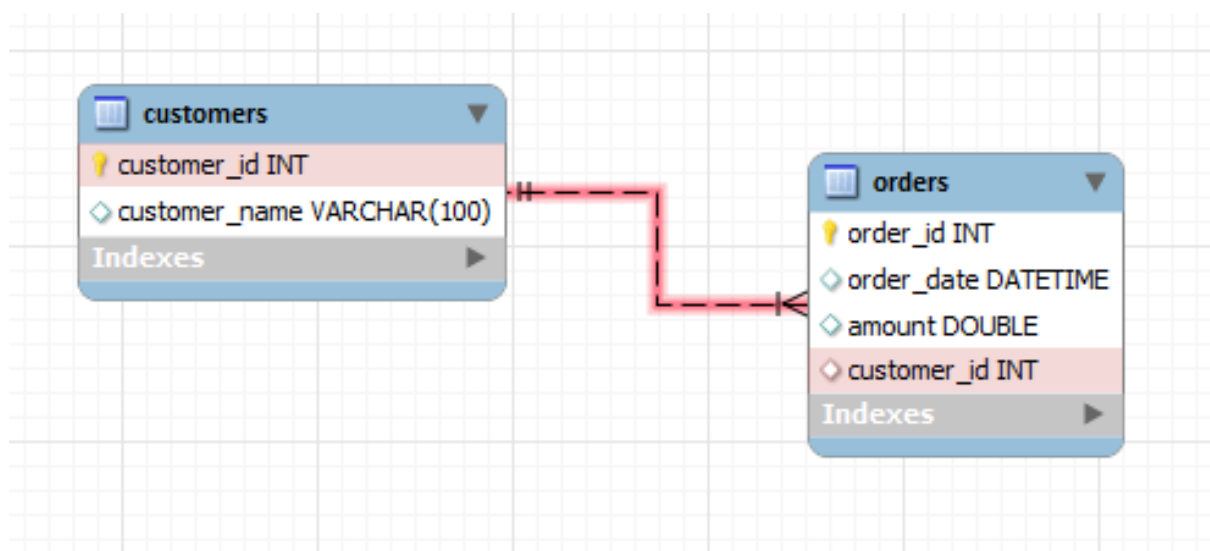 customers
customer_id INT
customer_name VARCHAR(100)
Indexes
orders
order_id INT
order_date DATETIME
amount DOUBLE
customer_id INT
Indexes